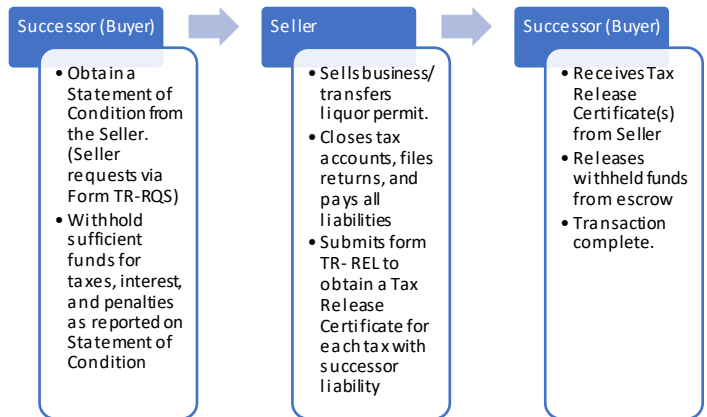 Successor (Buyer)
• Obtain a
Statement of
Condition from
the Seller.
(Seller
requests via
Form TR-RQS)
• Withhold
sufficient
funds for
taxes, interest,
and penalties
as reported on
Statement of
Condition
Seller
• Sells business/
transfers
liquor permit.
• Closes tax
accounts, files
returns, and
pays all
liabilities
• Submits form
TR- REL to
obtain a Tax
Release
Certificate for
each tax with
successor
liability
Successor (Buyer)
• Receives Tax
Release
Certificate(s)
from Seller
• Releases
withheld funds
from escrow
• Transaction
complete.